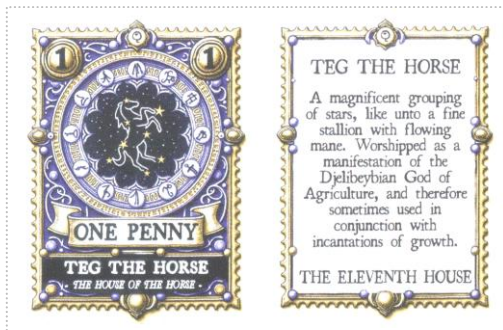 1
1
ONE PENNY
TEG THE HORSE
· THE HOUSE OF THE HORSE ·
TEG THE HORSE
A magnificent grouping
of stars, like unto a fine
stallion with flowing
mane. Worshipped as a
manifestation of the
Djelibeybian God of
Agriculture, and therefore
sometimes used in
conjunction with
incantations of growth.
THE ELEVENTH HOUSE